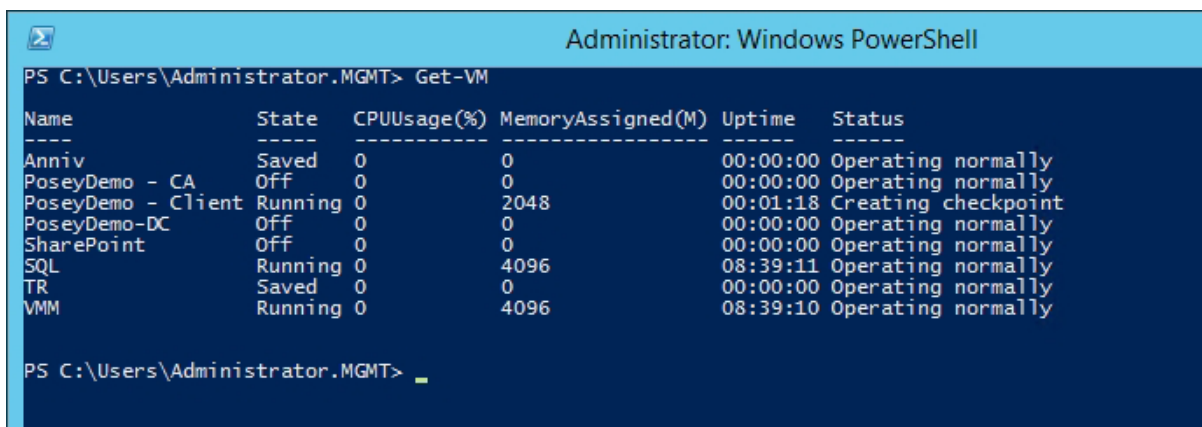 Administrator: Windows PowerShell
PS C:\Users\Administrator.MGMT> Get-VM
Name State CPUUsage(%) MemoryAssigned(M) Uptime Status
---- ----- ----------- ----------------- ------ ------
Anniv Saved 0 0 00:00:00 Operating normally
PoseyDemo - CA Off 0 0 00:00:00 Operating normally
PoseyDemo - Client Running 0 2048 00:01:18 Creating checkpoint
PoseyDemo-DC Off 0 0 00:00:00 Operating normally
SharePoint Off 0 0 00:00:00 Operating normally
SQL Running 0 4096 08:39:11 Operating normally
TR Saved 0 0 00:00:00 Operating normally
VMM Running 0 4096 08:39:10 Operating normally
PS C:\Users\Administrator.MGMT> _